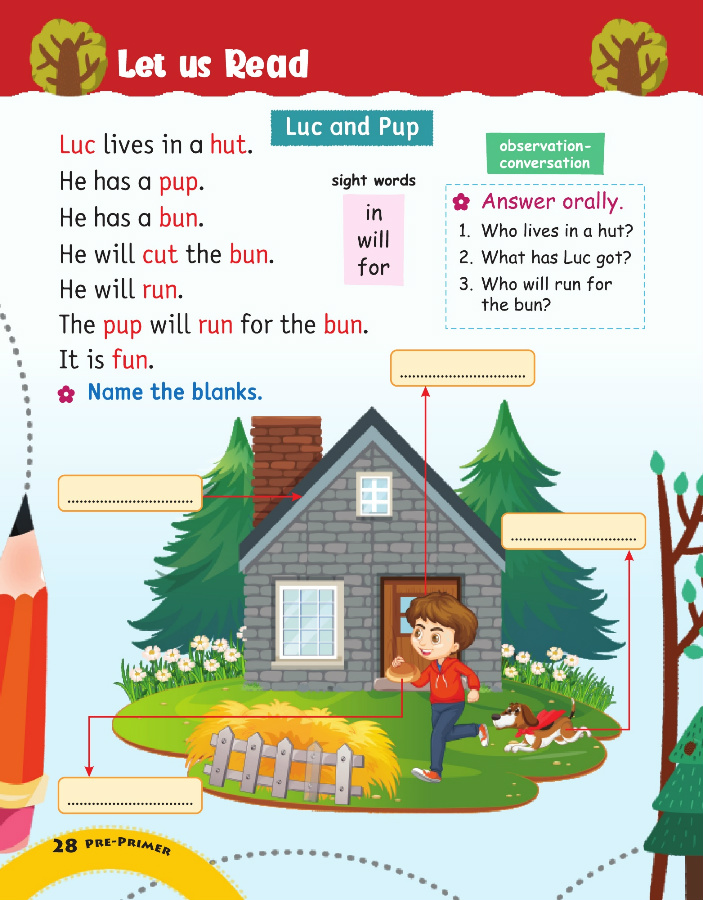 Let us Read
Luc and Pup
Luc lives in a hut.
He has a pup.
He has a bun.
He will cut the bun.
He will run.
The pup will run for the bun.
It is fun.
sight words
in
will
for
observation-
conversation
Answer orally.
1. Who lives in a hut?
2. What has Luc got?
3. Who will run for
the bun?
Name the blanks.
28 PRE-PRIMER